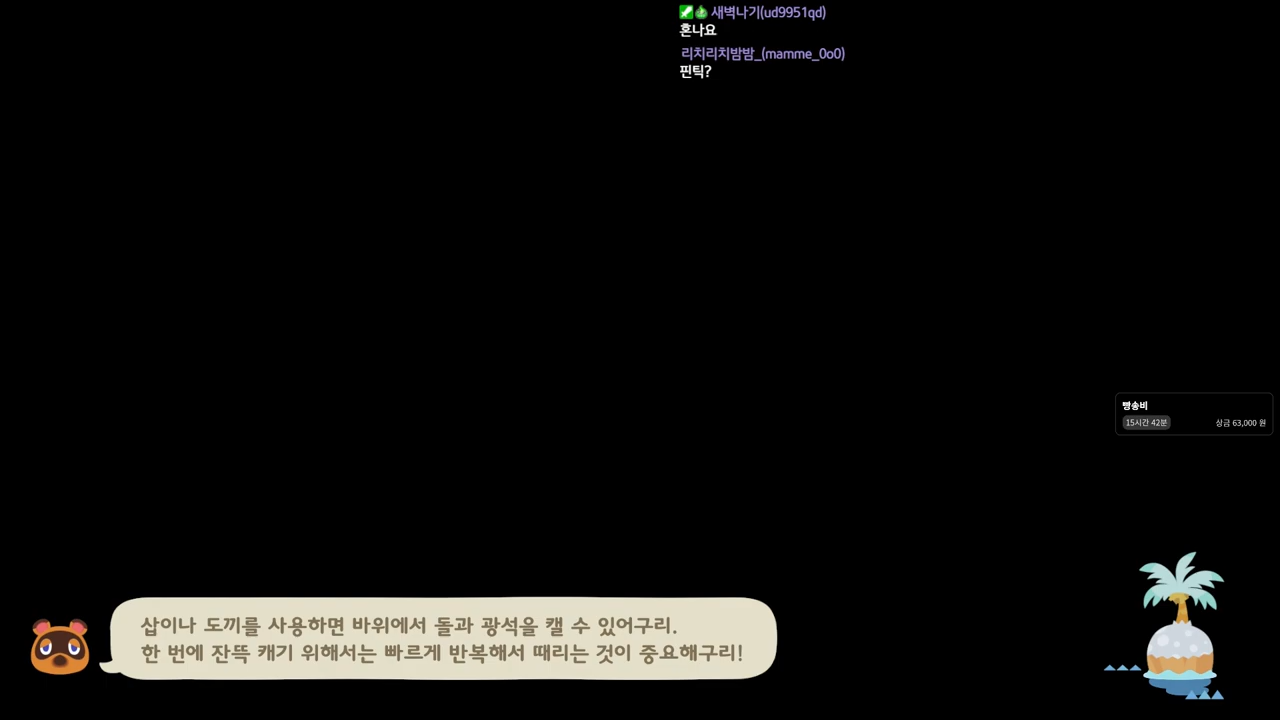 새벽나기(ud9951qd)
혼나요
리치리치밤밤_(mamme_0o0)
핀틱?
빵송비
15시간 42분
상금 63,000 원
삽이나 도끼를 사용하면 바위에서 돌과 광석을 캘 수 있어구리.
한 번에 잔뜩 캐기 위해서는 빠르게 반복해서 때리는 것이 중요해구리!